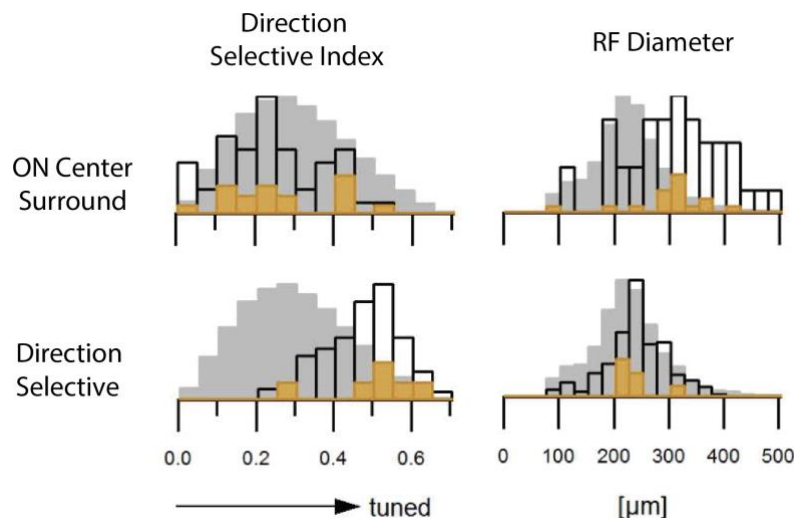 Direction
Selective Index
RF Diameter
ON Center
Surround
Direction
Selective
0.0 0.2 0.4 0.6
0 100 200 300 400 500
tuned
[µm]